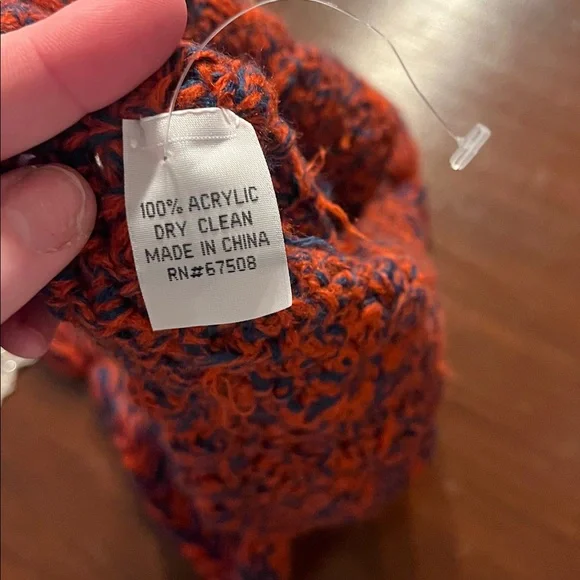 100% ACRYLIC
DRY CLEAN
MADE IN CHINA
RN#67508